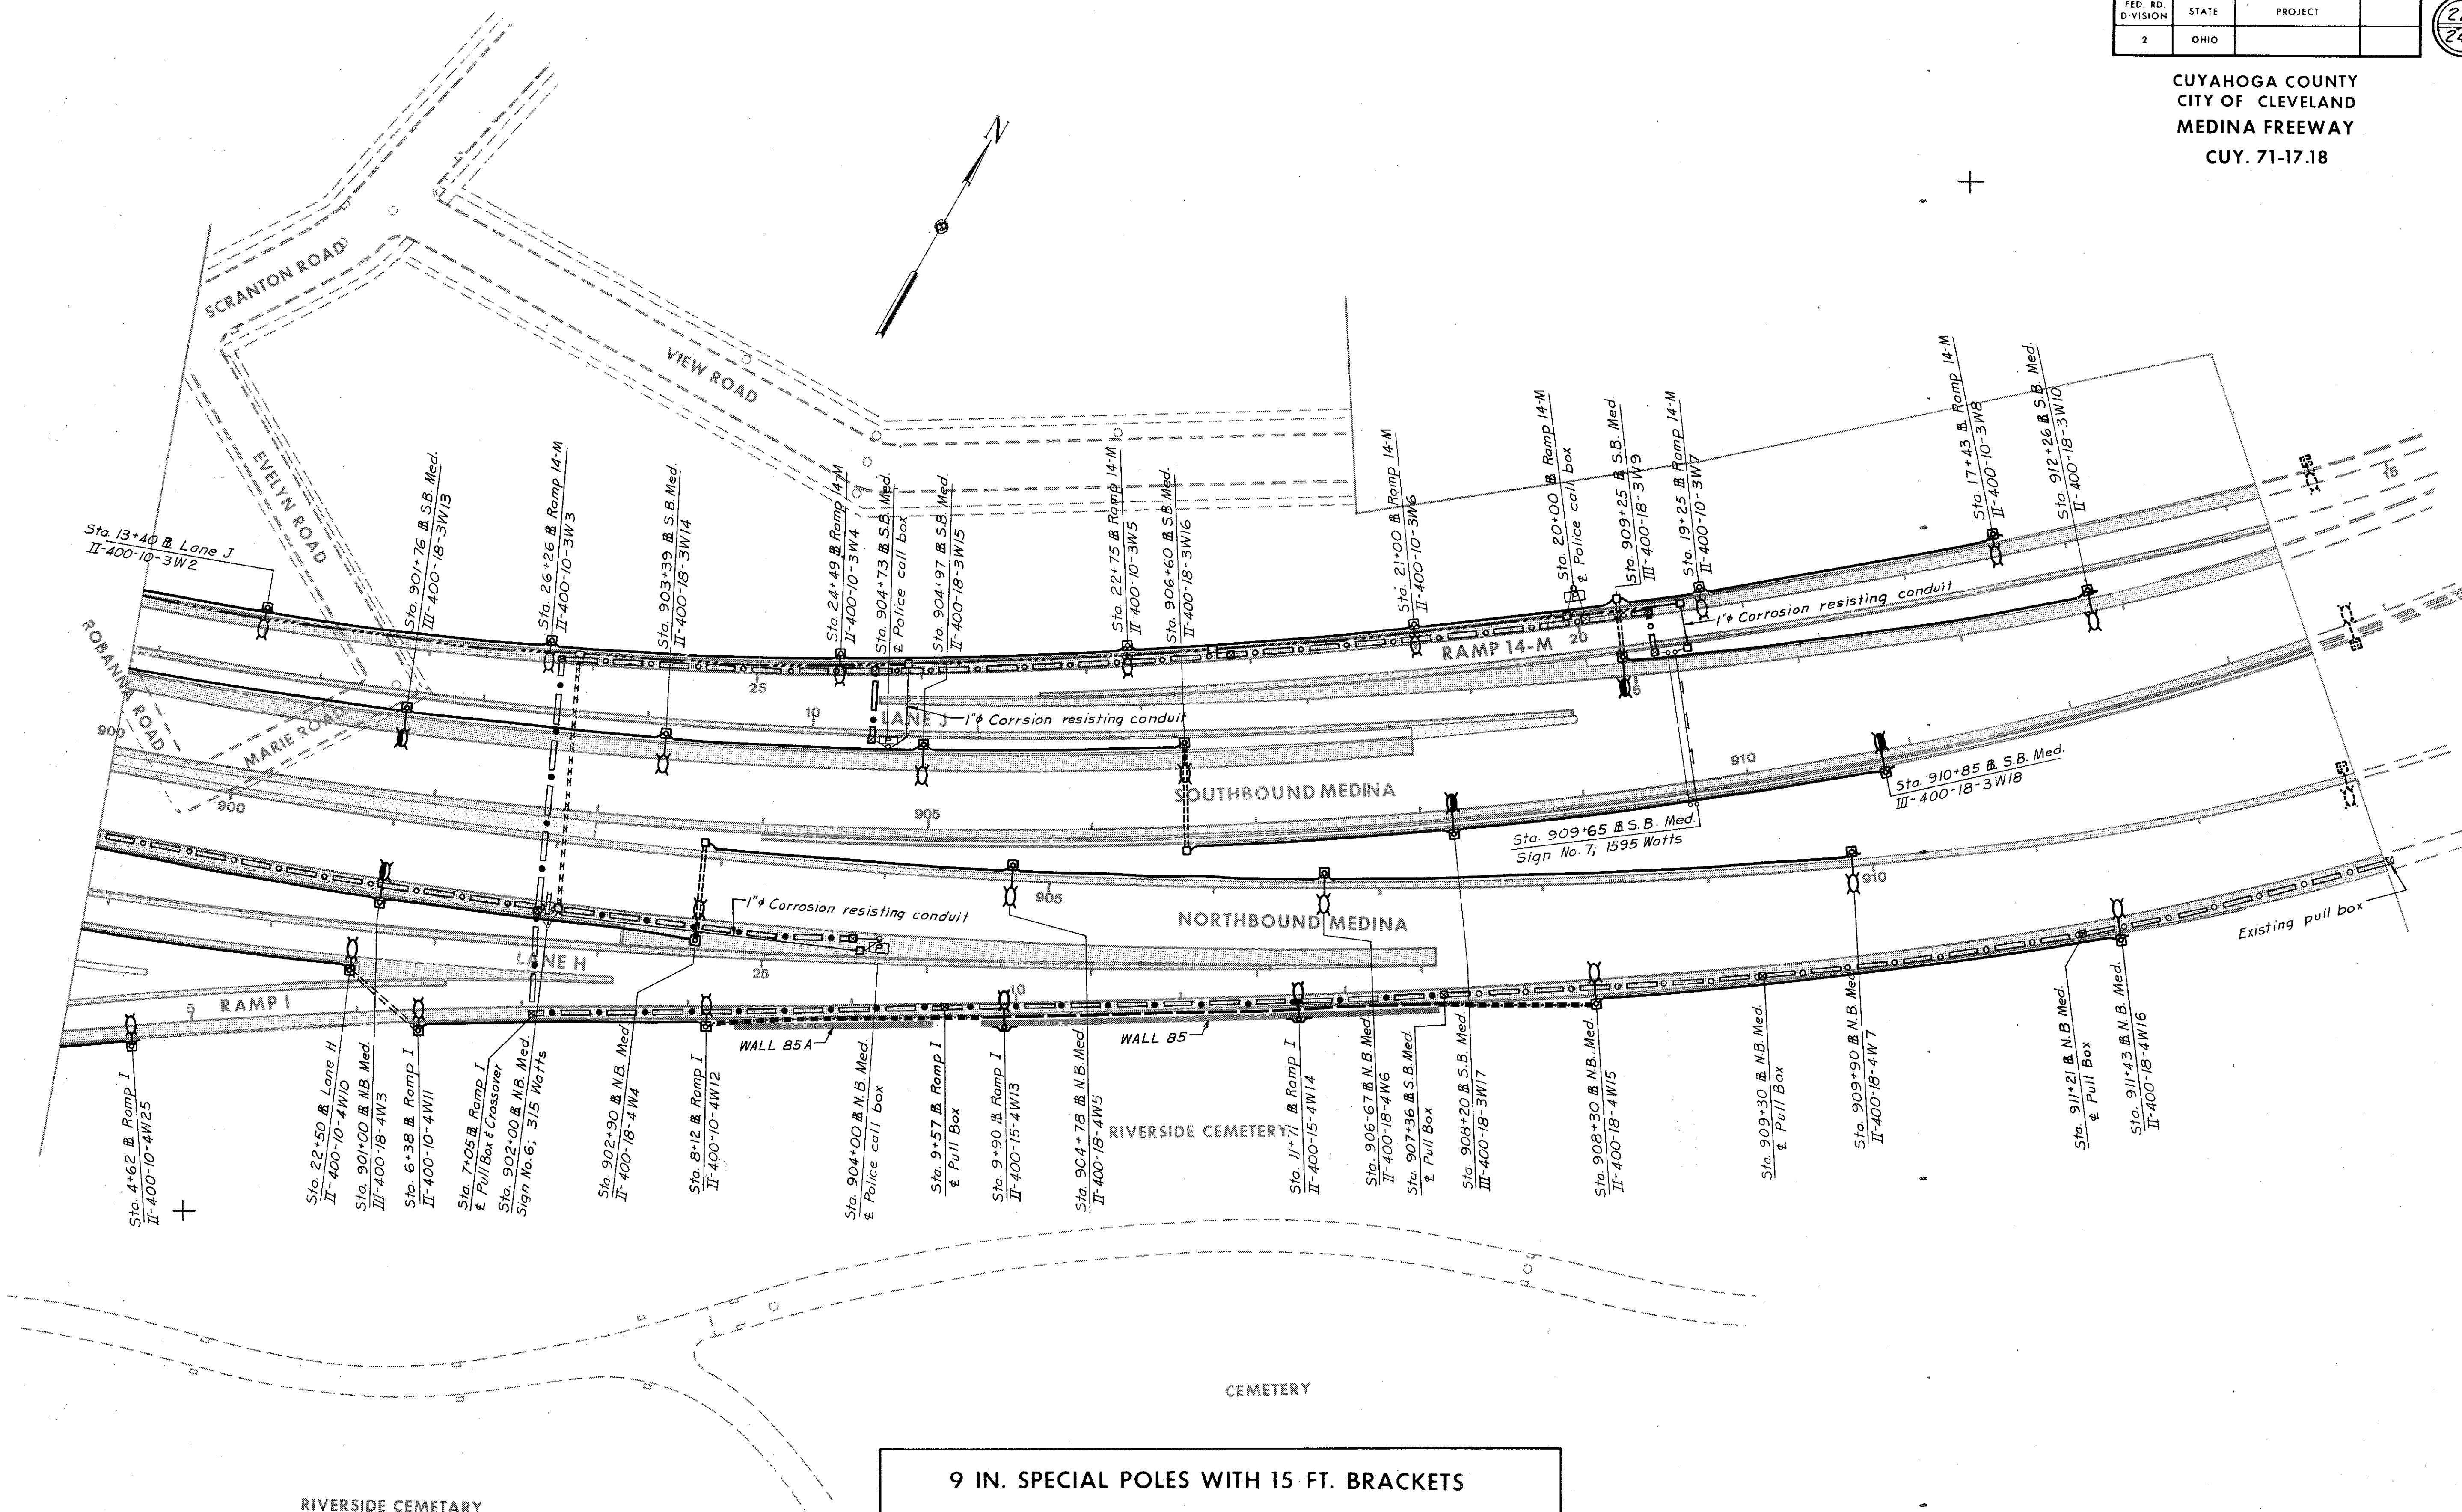 FED. RD. DIVISION
STATE
PROJECT
2
OHIO
CUYAHOGA COUNTY
CITY OF CLEVELAND
MEDINA FREEWAY
CUY. 71-17.18
N
SCRANTON ROAD
VIEW ROAD
EVELYN ROAD
ROBANNA ROAD
MARIE ROAD
Sta. 13+40 ℄ Lane J
II-400-10-3W2
Sta. 901+76 ℄ S.B. Med.
III-400-18-3W13
Sta. 26+26 ℄ Ramp 14-M
II-400-10-3W3
Sta. 903+39 ℄ S.B. Med.
II-400-18-3W14
Sta. 24+49 ℄ Ramp 14-M
II-400-10-3W4
Sta. 904+73 ℄ S.B. Med.
℄ Police call box
Sta. 904+97 ℄ S.B. Med.
II-400-18-3W15
Sta. 22+75 ℄ Ramp 14-M
II-400-10-3W5
Sta. 906+60 ℄ S.B. Med.
II-400-18-3W16
Sta. 21+00 ℄ Ramp 14-M
II-400-10-3W6
Sta. 20+00 ℄ Ramp 14-M
℄ Police call box
Sta. 909+25 ℄ S.B. Med.
III-400-18-3W9
Sta. 19+25 ℄ Ramp 14-M
II-400-10-3W7
Sta. 17+43 ℄ Ramp 14-M
II-400-10-3W8
Sta. 912+26 ℄ S.B. Med.
II-400-18-3W10
15
1"φ Corrosion resisting conduit
20
RAMP 14-M
25
10
LANE J
1"φ Corrsion resisting conduit
P
5
900
900
905
SOUTHBOUND MEDINA
910
Sta. 910+85 ℄ S.B. Med.
III-400-18-3W18
Sta. 909+65 ℄ S.B. Med.
Sign No. 7; 1595 Watts
905
910
NORTHBOUND MEDINA
1"φ Corrosion resisting conduit
P
LANE H
25
10
5
RAMP I
Existing pull box
WALL 85A
WALL 85
Sta. 4+62 ℄ Ramp I
II-400-10-4W25
Sta. 22+50 ℄ Lane H
II-400-10-4W10
Sta. 901+00 ℄ N.B. Med.
III-400-18-4W3
Sta. 6+38 ℄ Ramp I
II-400-10-4W11
Sta. 7+05 ℄ Ramp I
℄ Pull Box & Crossover
Sta. 902+00 ℄ N.B. Med.
Sign No. 6; 315 Watts
Sta. 902+90 ℄ N.B. Med
II-400-18-4W4
Sta. 8+12 ℄ Ramp I
II-400-10-4W12
Sta. 904+00 ℄ N.B. Med.
℄ Police call box
Sta. 9+57 ℄ Ramp I
℄ Pull Box
Sta. 9+90 ℄ Ramp I
II-400-15-4W13
Sta. 904+78 ℄ N.B. Med.
II-400-18-4W5
Sta. 11+71 ℄ Ramp I
II-400-15-4W14
Sta. 906-67 ℄ N.B. Med.
II-400-18-4W6
Sta. 907+36 ℄ S.B. Med.
℄ Pull Box
Sta. 908+20 ℄ S.B. Med.
III-400-18-3W17
Sta. 908+30 ℄ N.B. Med.
II-400-18-4W15
Sta. 909+30 ℄ N.B. Med.
℄ Pull Box
Sta. 909+90 ℄ N.B. Med.
II-400-18-4W7
Sta. 911+21 ℄ N.B Med.
℄ Pull Box
Sta. 911+43 ℄ N.B. Med.
II-400-18-4W16
RIVERSIDE CEMETERY
CEMETERY
RIVERSIDE CEMETARY
9 IN. SPECIAL POLES WITH 15 FT. BRACKETS